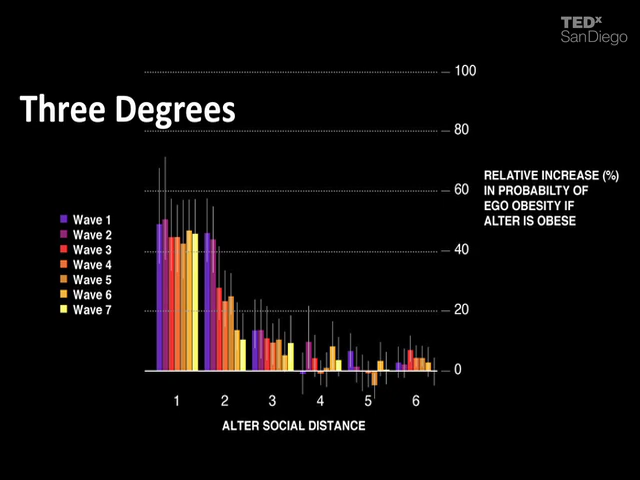 TEDx
SanDiego
Three Degrees
100
80
60
40
20
0
RELATIVE INCREASE (%)
IN PROBABILTY OF
EGO OBESITY IF
ALTER IS OBESE
Wave 1
Wave 2
Wave 3
Wave 4
Wave 5
Wave 6
Wave 7
1 2 3 4 5 6
ALTER SOCIAL DISTANCE